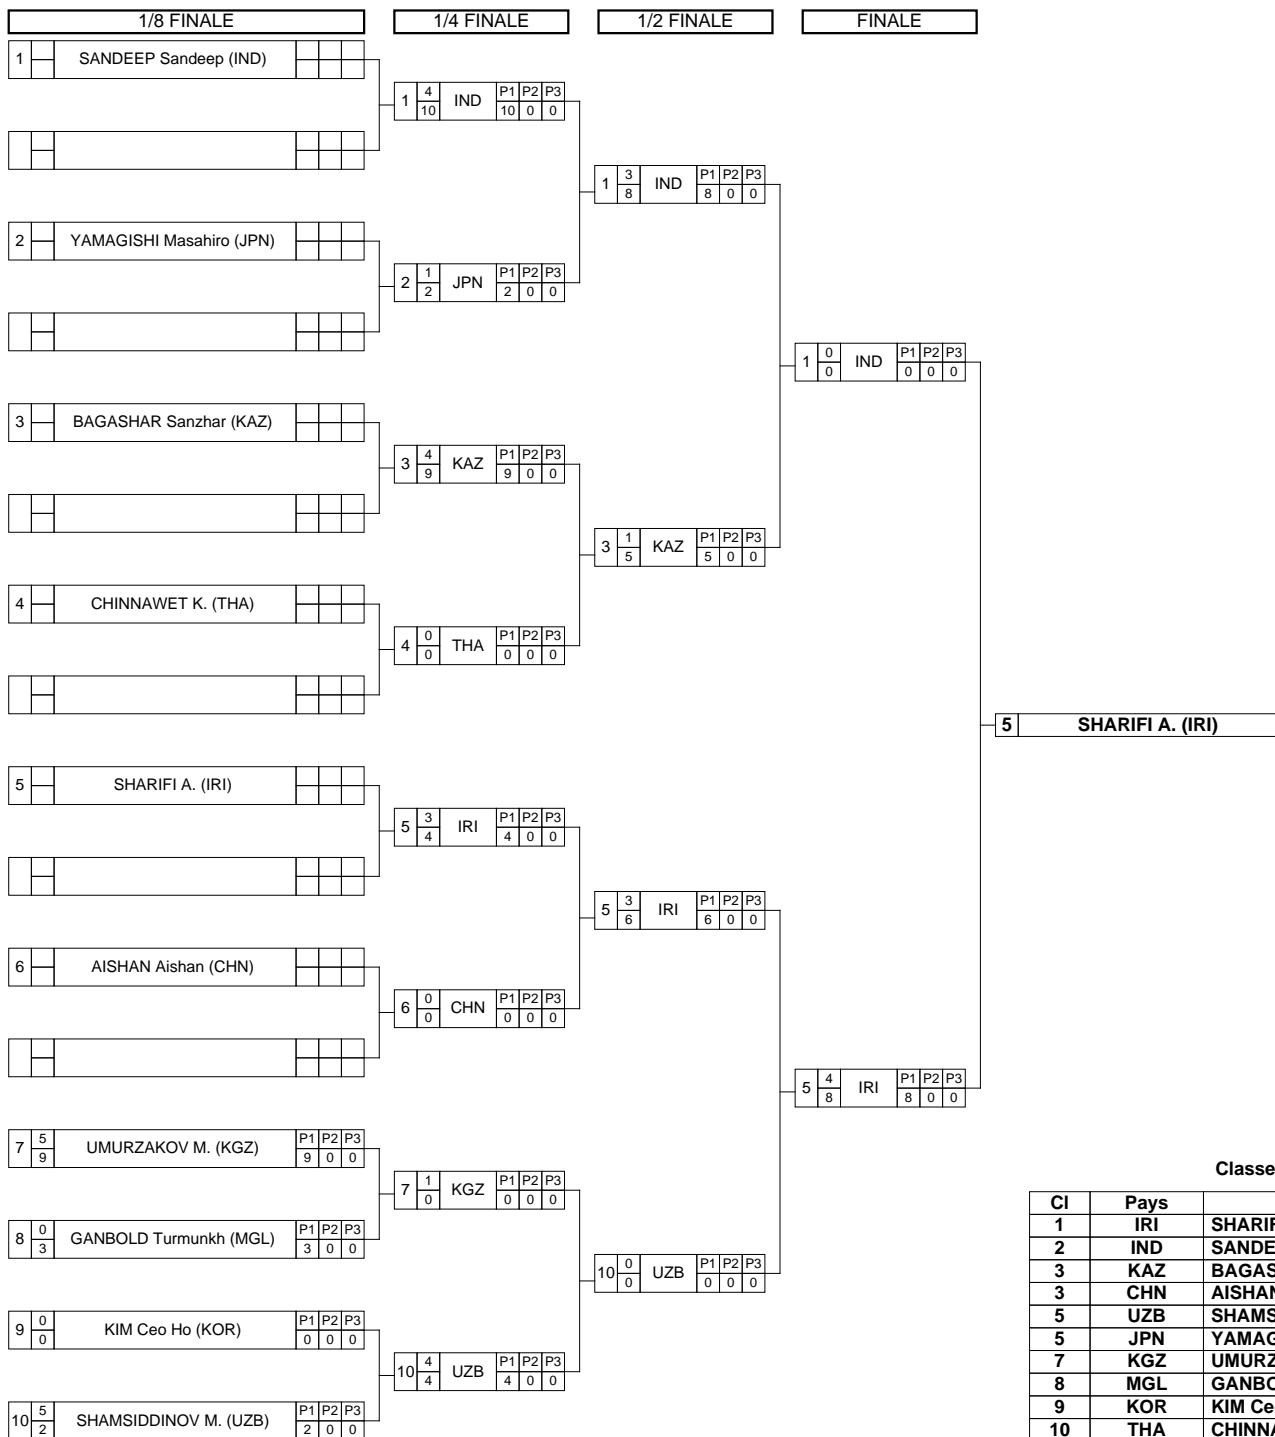 1/8 FINALE 1/4 FINALE 1/2 FINALE FINALE
1 SANDEEP Sandeep (IND)
1 4 IND P1 P2 P3
10 10 0 0
1 3 IND P1 P2 P3
8 8 0 0
2 YAMAGISHI Masahiro (JPN)
2 1 JPN P1 P2 P3
2 2 0 0
1 0 IND P1 P2 P3
0 0 0 0
3 BAGASHAR Sanzhar (KAZ)
3 4 KAZ P1 P2 P3
9 9 0 0
3 1 KAZ P1 P2 P3
5 5 0 0
4 CHINNAWET K. (THA)
4 0 THA P1 P2 P3
0 0 0 0
5 SHARIFI A. (IRI)
5 SHARIFI A. (IRI)
5 3 IRI P1 P2 P3
4 4 0 0
5 3 IRI P1 P2 P3
6 6 0 0
6 AISHAN Aishan (CHN)
6 0 CHN P1 P2 P3
0 0 0 0
5 4 IRI P1 P2 P3
8 8 0 0
7 5 UMURZAKOV M. (KGZ) P1 P2 P3
9 9 0 0
7 1 KGZ P1 P2 P3
0 0 0 0
8 0 GANBOLD Turmunkh (MGL) P1 P2 P3
3 3 0 0
10 0 UZB P1 P2 P3
0 0 0 0
9 0 KIM Ceo Ho (KOR) P1 P2 P3
0 0 0 0
10 4 UZB P1 P2 P3
4 4 0 0
10 5 SHAMSIDDINOV M. (UZB) P1 P2 P3
2 2 0 0
Classe
Cl Pays
1 IRI SHARIF
2 IND SANDE
3 KAZ BAGAS
3 CHN AISHAN
5 UZB SHAMS
5 JPN YAMAG
7 KGZ UMURZ
8 MGL GANBO
9 KOR KIM Ce
10 THA CHINNA